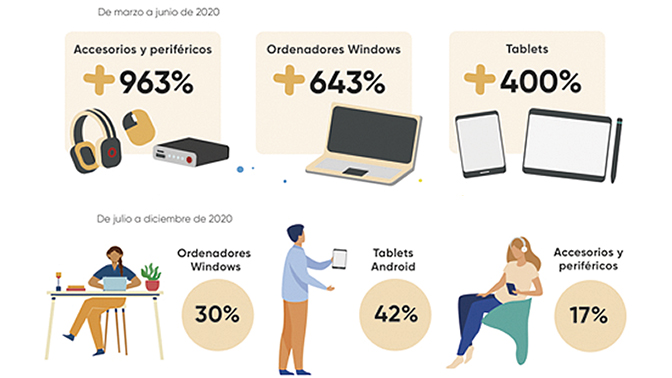 De marzo a junio de 2020
Accesorios y periféricos
+ 963%
Ordenadores Windows
+ 643%
Tablets
+ 400%
De julio a diciembre de 2020
Ordenadores
Windows
30%
Tablets
Android
42%
Accesorios y
periféricos
17%